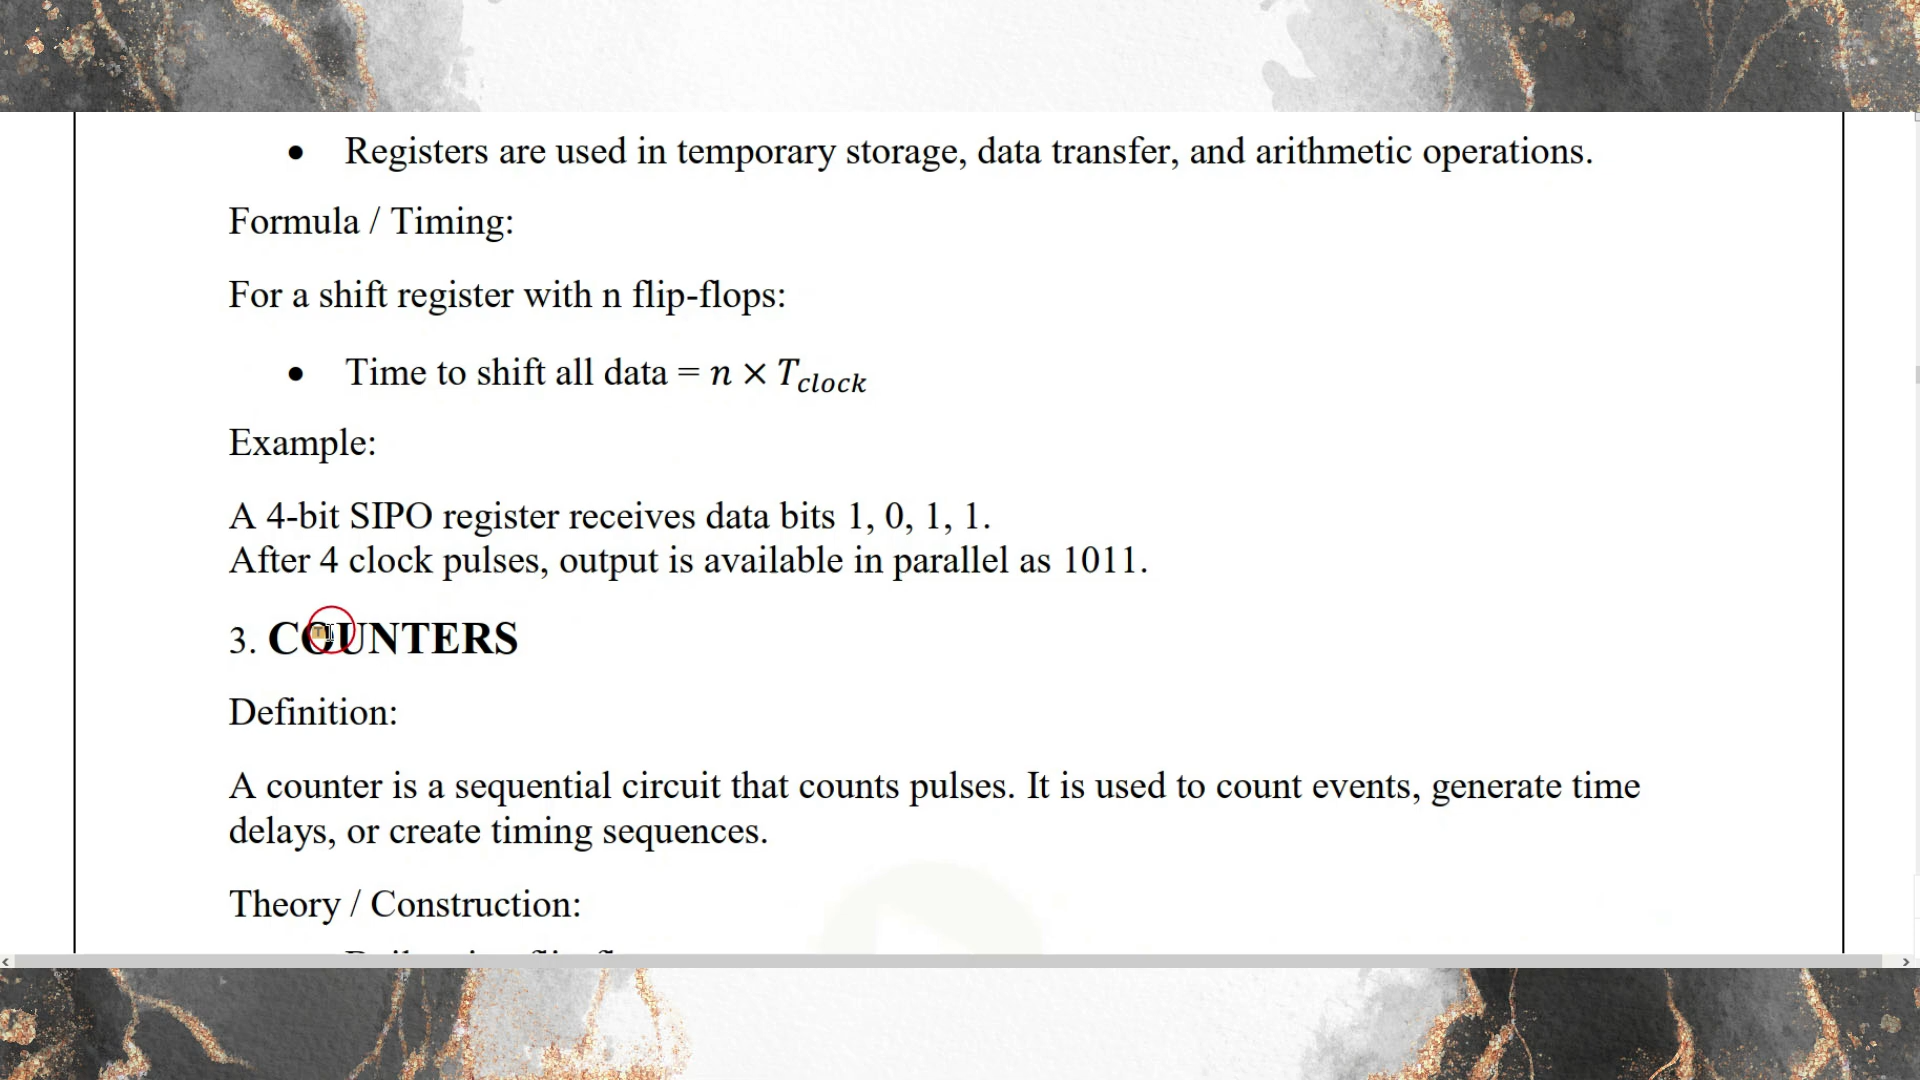 • Registers are used in temporary storage, data transfer, and arithmetic operations.
Formula / Timing:
For a shift register with n flip-flops:
• Time to shift all data = n × T_clock
Example:
A 4-bit SIPO register receives data bits 1, 0, 1, 1.
After 4 clock pulses, output is available in parallel as 1011.
3. COUNTERS
Definition:
A counter is a sequential circuit that counts pulses. It is used to count events, generate time
delays, or create timing sequences.
Theory / Construction: